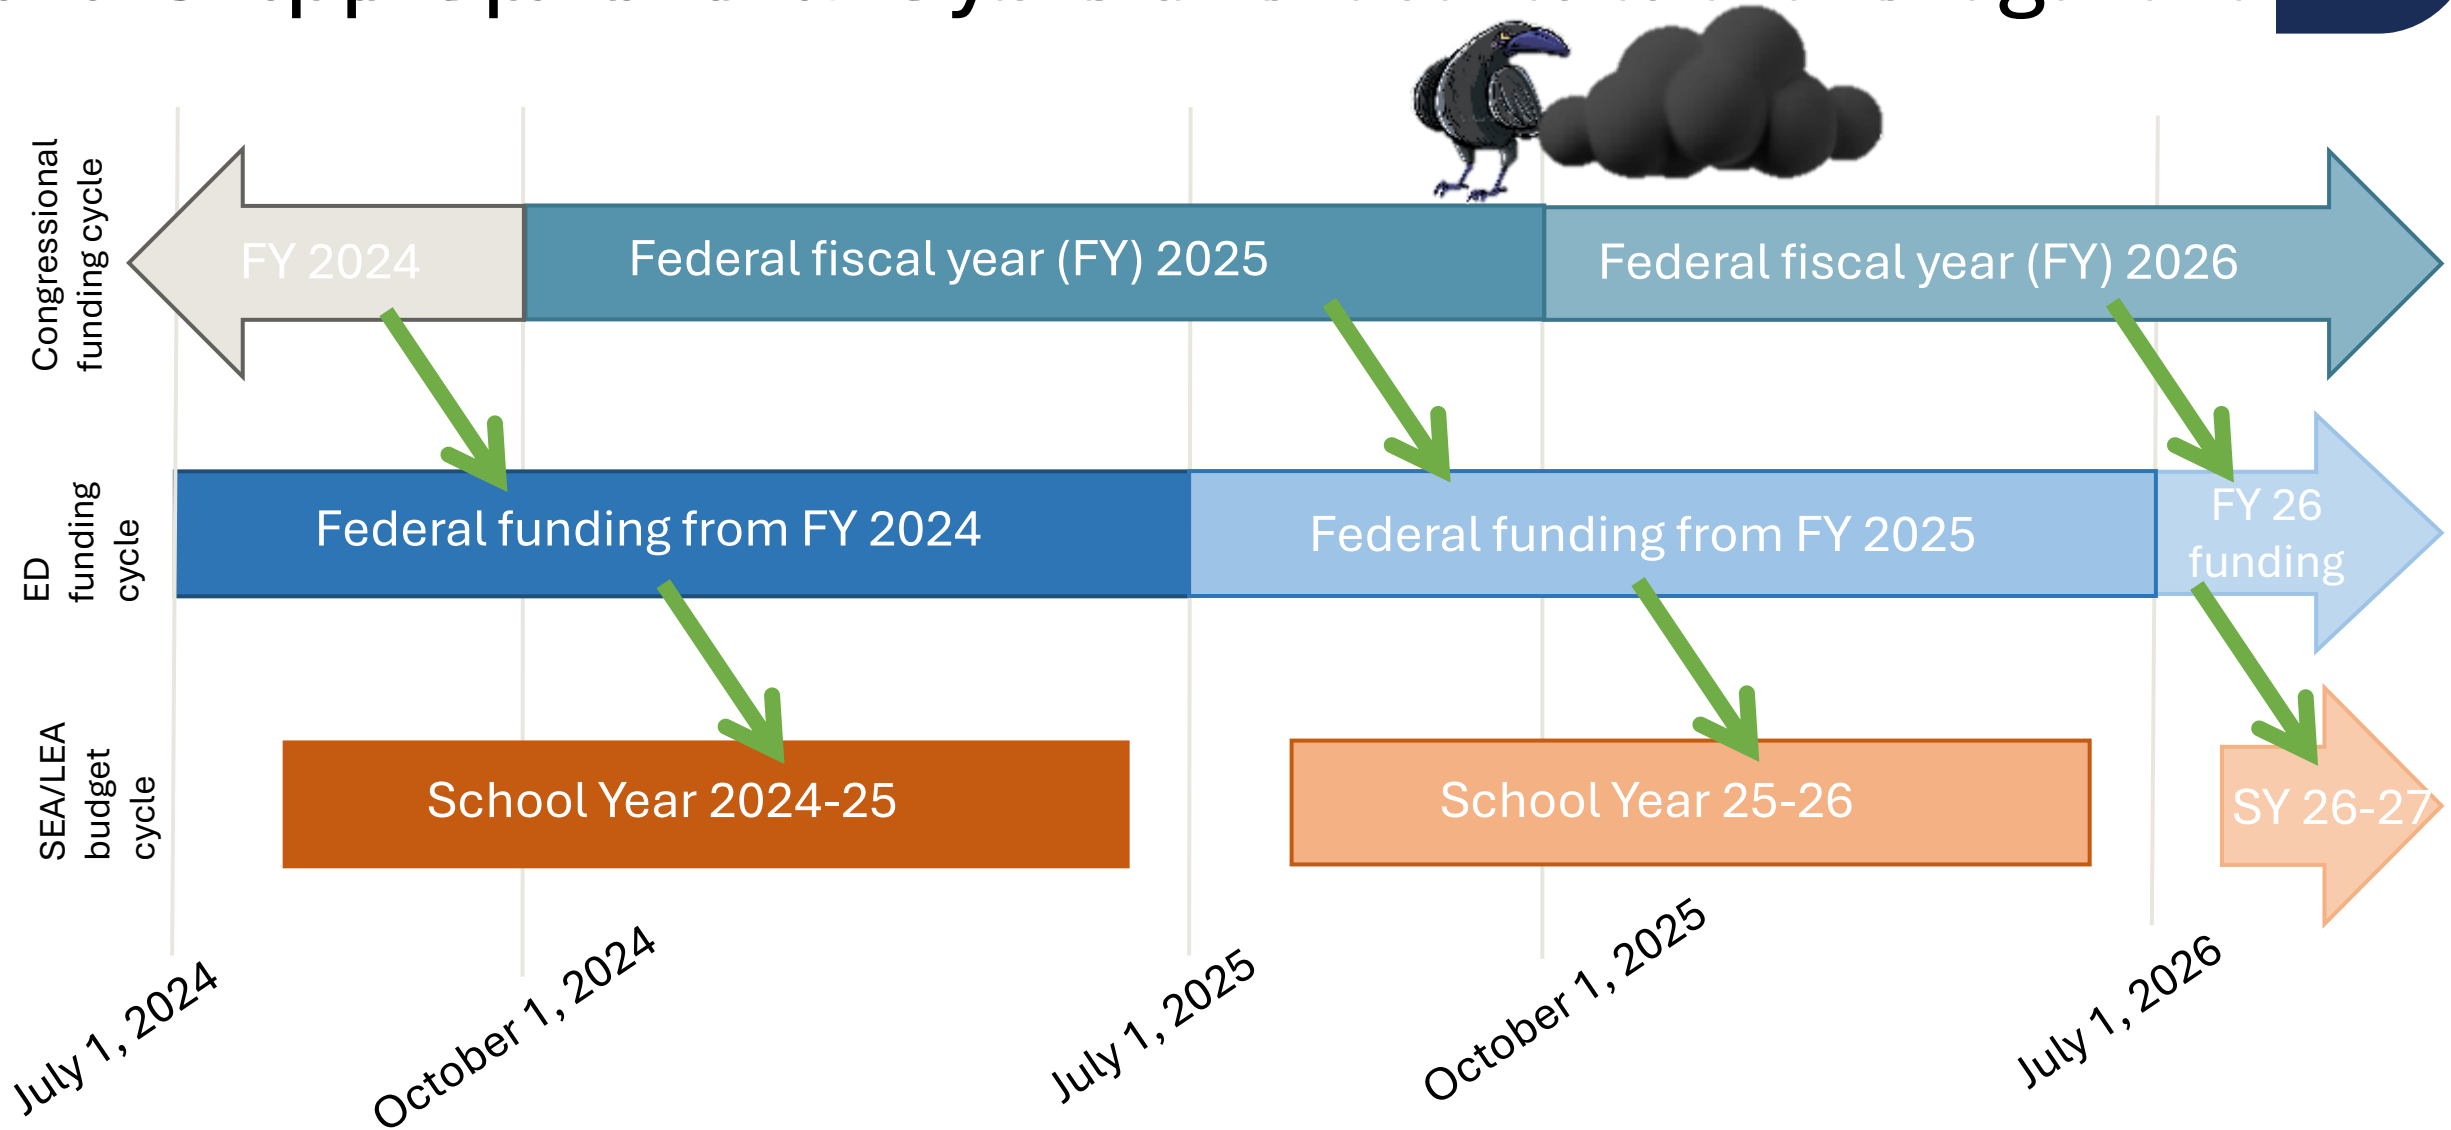 Congressional
funding cycle
FY 2024
Federal fiscal year (FY) 2025
Federal fiscal year (FY) 2026
ED
funding
cycle
Federal funding from FY 2024
Federal funding from FY 2025
FY 26
funding
SEA/LEA
budget
cycle
School Year 2024-25
School Year 25-26
SY 26-27
July 1, 2024
October 1, 2024
July 1, 2025
October 1, 2025
July 1, 2026